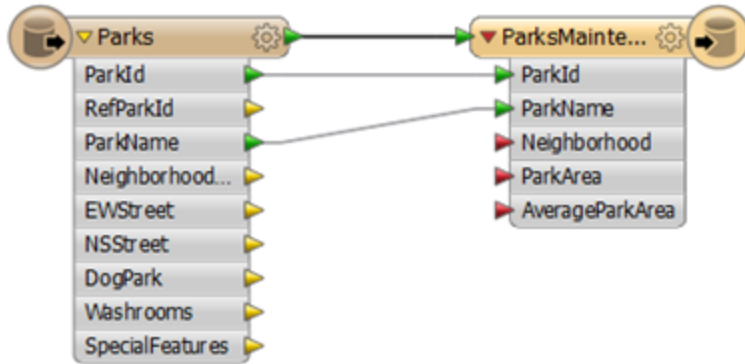 Parks
ParkId
RefParkId
ParkName
Neighborhood...
EWStreet
NSStreet
DogPark
Washrooms
SpecialFeatures
ParksMainte...
ParkId
ParkName
Neighborhood
ParkArea
AverageParkArea